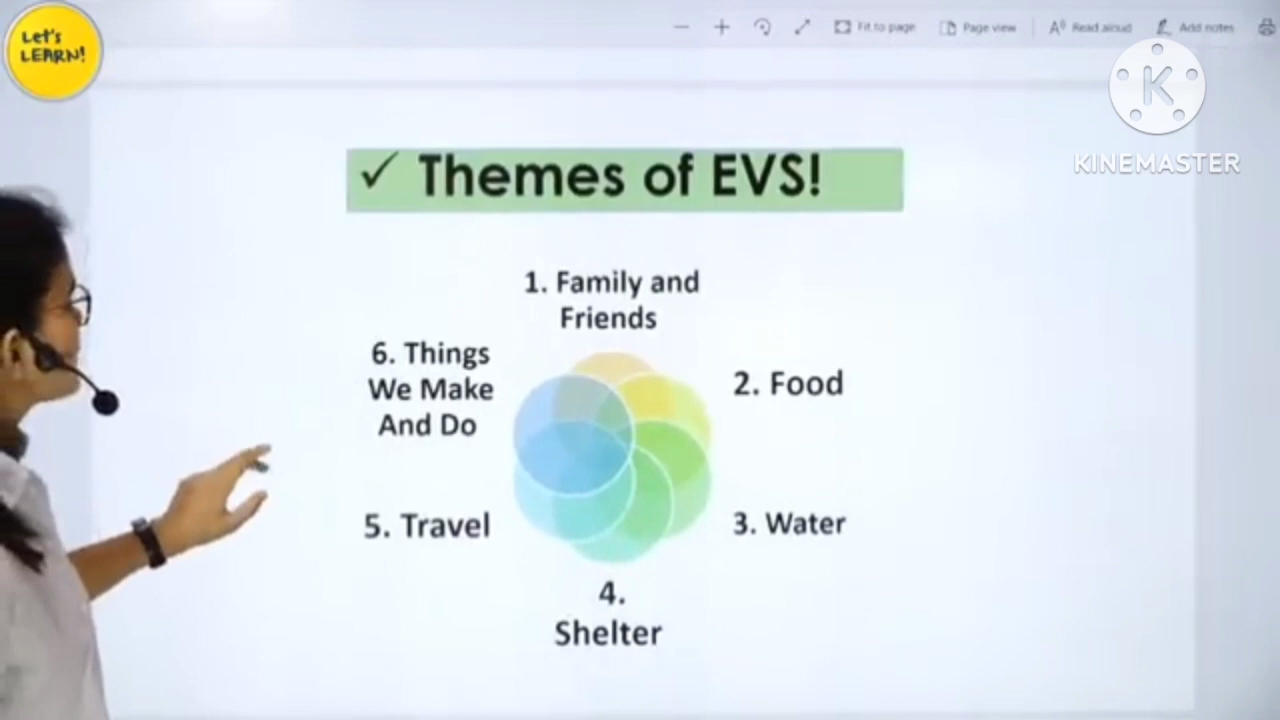 Let's
LEARN!
Fit to page
Page view
Read aloud
Add notes
K
KINEMASTER
✓ Themes of EVS!
1. Family and
Friends
6. Things
We Make
And Do
2. Food
5. Travel
3. Water
4.
Shelter